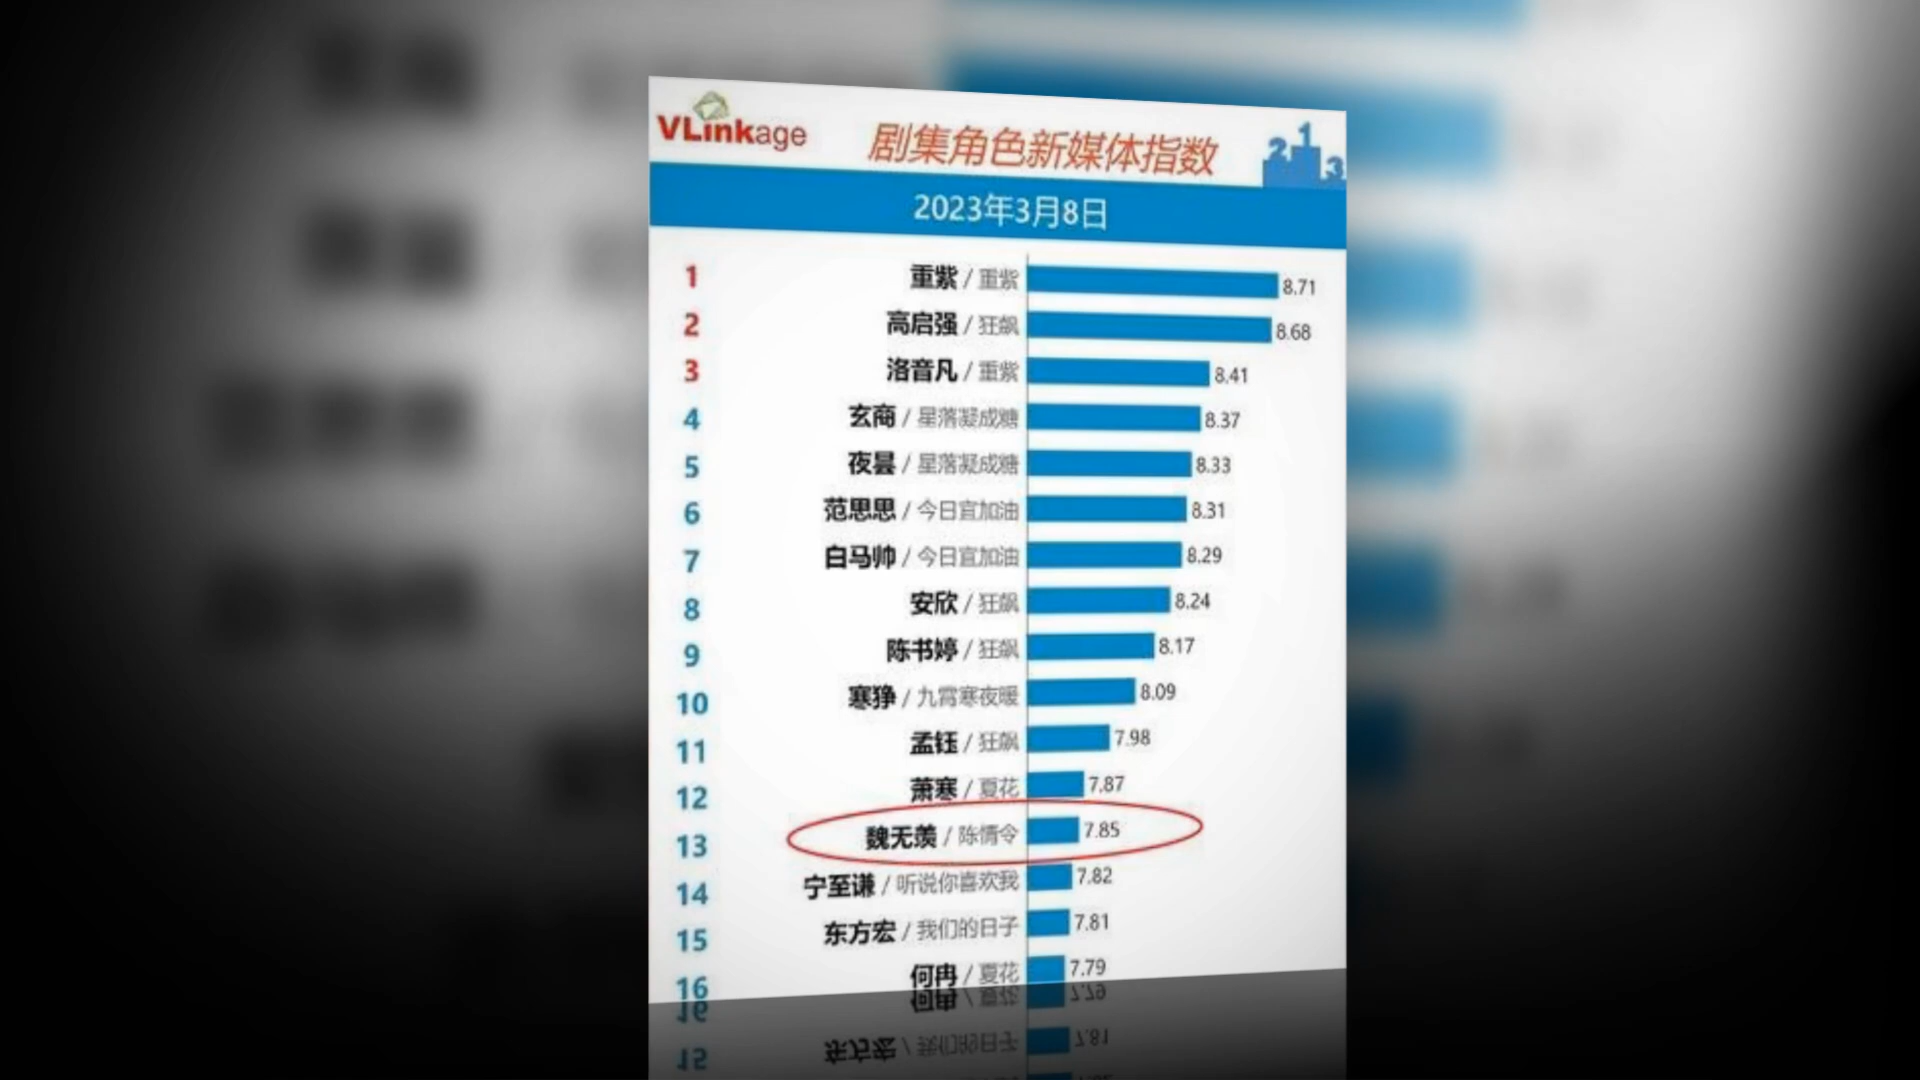 VLinkage
剧集角色新媒体指数
2 1 3
2023年3月8日
1 重紫 / 重紫 8.71
2 高启强 / 狂飙 8.68
3 洛音凡 / 重紫 8.41
4 玄商 / 星落凝成糖 8.37
5 夜昙 / 星落凝成糖 8.33
6 范思思 / 今日宜加油 8.31
7 白马帅 / 今日宜加油 8.29
8 安欣 / 狂飙 8.24
9 陈书婷 / 狂飙 8.17
10 寒狰 / 九霄寒夜暖 8.09
11 孟钰 / 狂飙 7.98
12 萧寒 / 夏花 7.87
13 魏无羡 / 陈情令 7.85
14 宁至谦 / 听说你喜欢我 7.82
15 东方宏 / 我们的日子 7.81
16 何冉 / 夏花 7.79